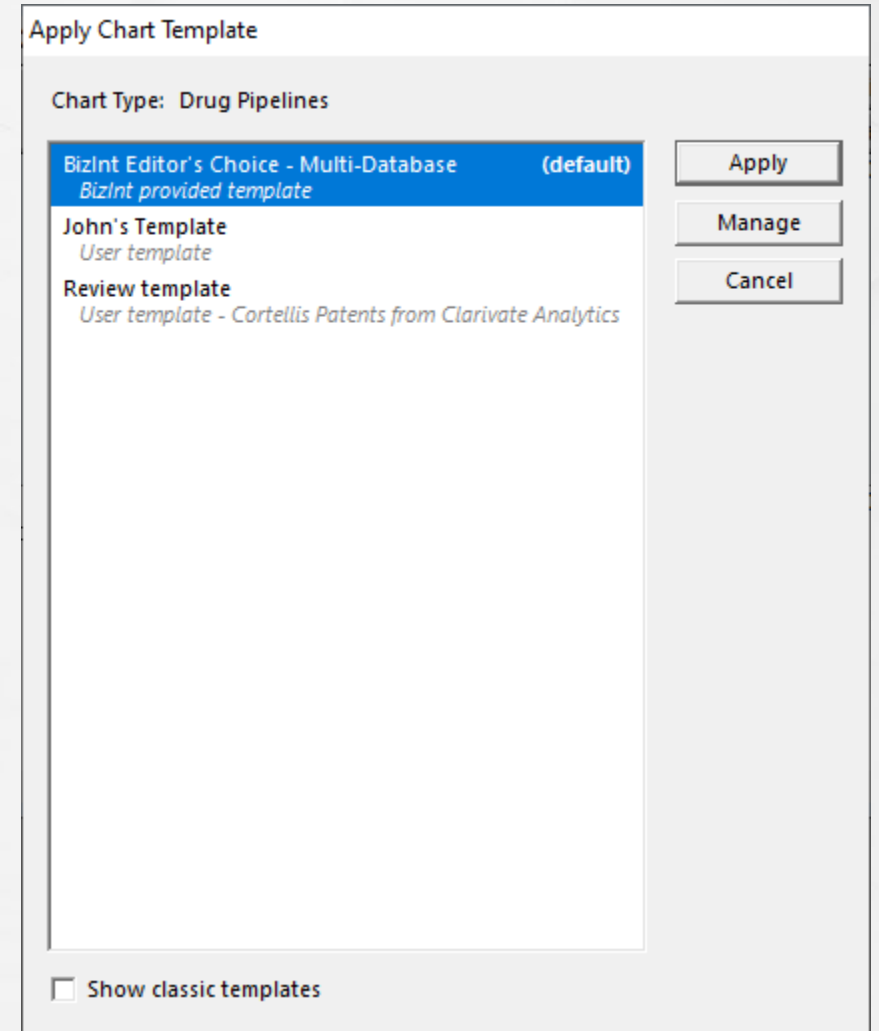 Apply Chart Template
Chart Type: Drug Pipelines
BizInt Editor's Choice - Multi-Database (default)
BizInt provided template
John's Template
User template
Review template
User template - Cortellis Patents from Clarivate Analytics
Apply
Manage
Cancel
Show classic templates